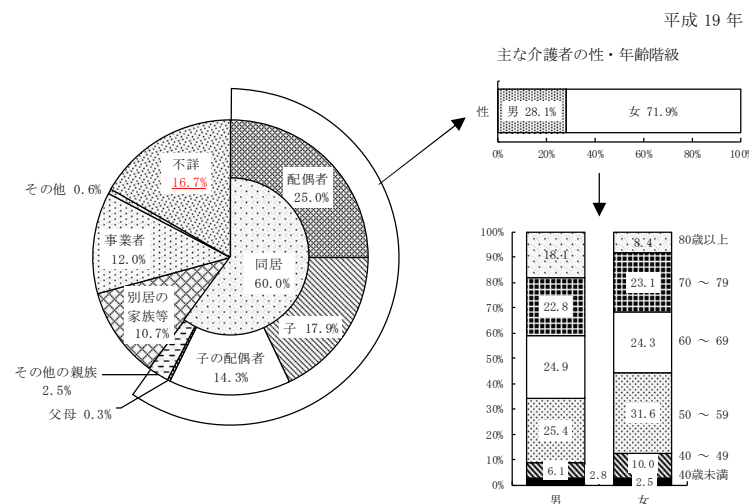 平成 19 年
主な介護者の性・年齢階級
性
男 28.1%
女 71.9%
0%
20%
40%
60%
80%
100%
不詳
16.7%
その他 0.6%
事業者
12.0%
別居の
家族等
10.7%
その他の親族
2.5%
父母 0.3%
子の配偶者
14.3%
子 17.9%
配偶者
25.0%
同居
60.0%
100%
90%
80%
70%
60%
50%
40%
30%
20%
10%
0%
18.1
22.8
24.9
25.4
6.1
2.8
男
8.4
23.1
24.3
31.6
10.0
2.5
女
80歳以上
70 ～ 79
60 ～ 69
50 ～ 59
40 ～ 49
40歳未満